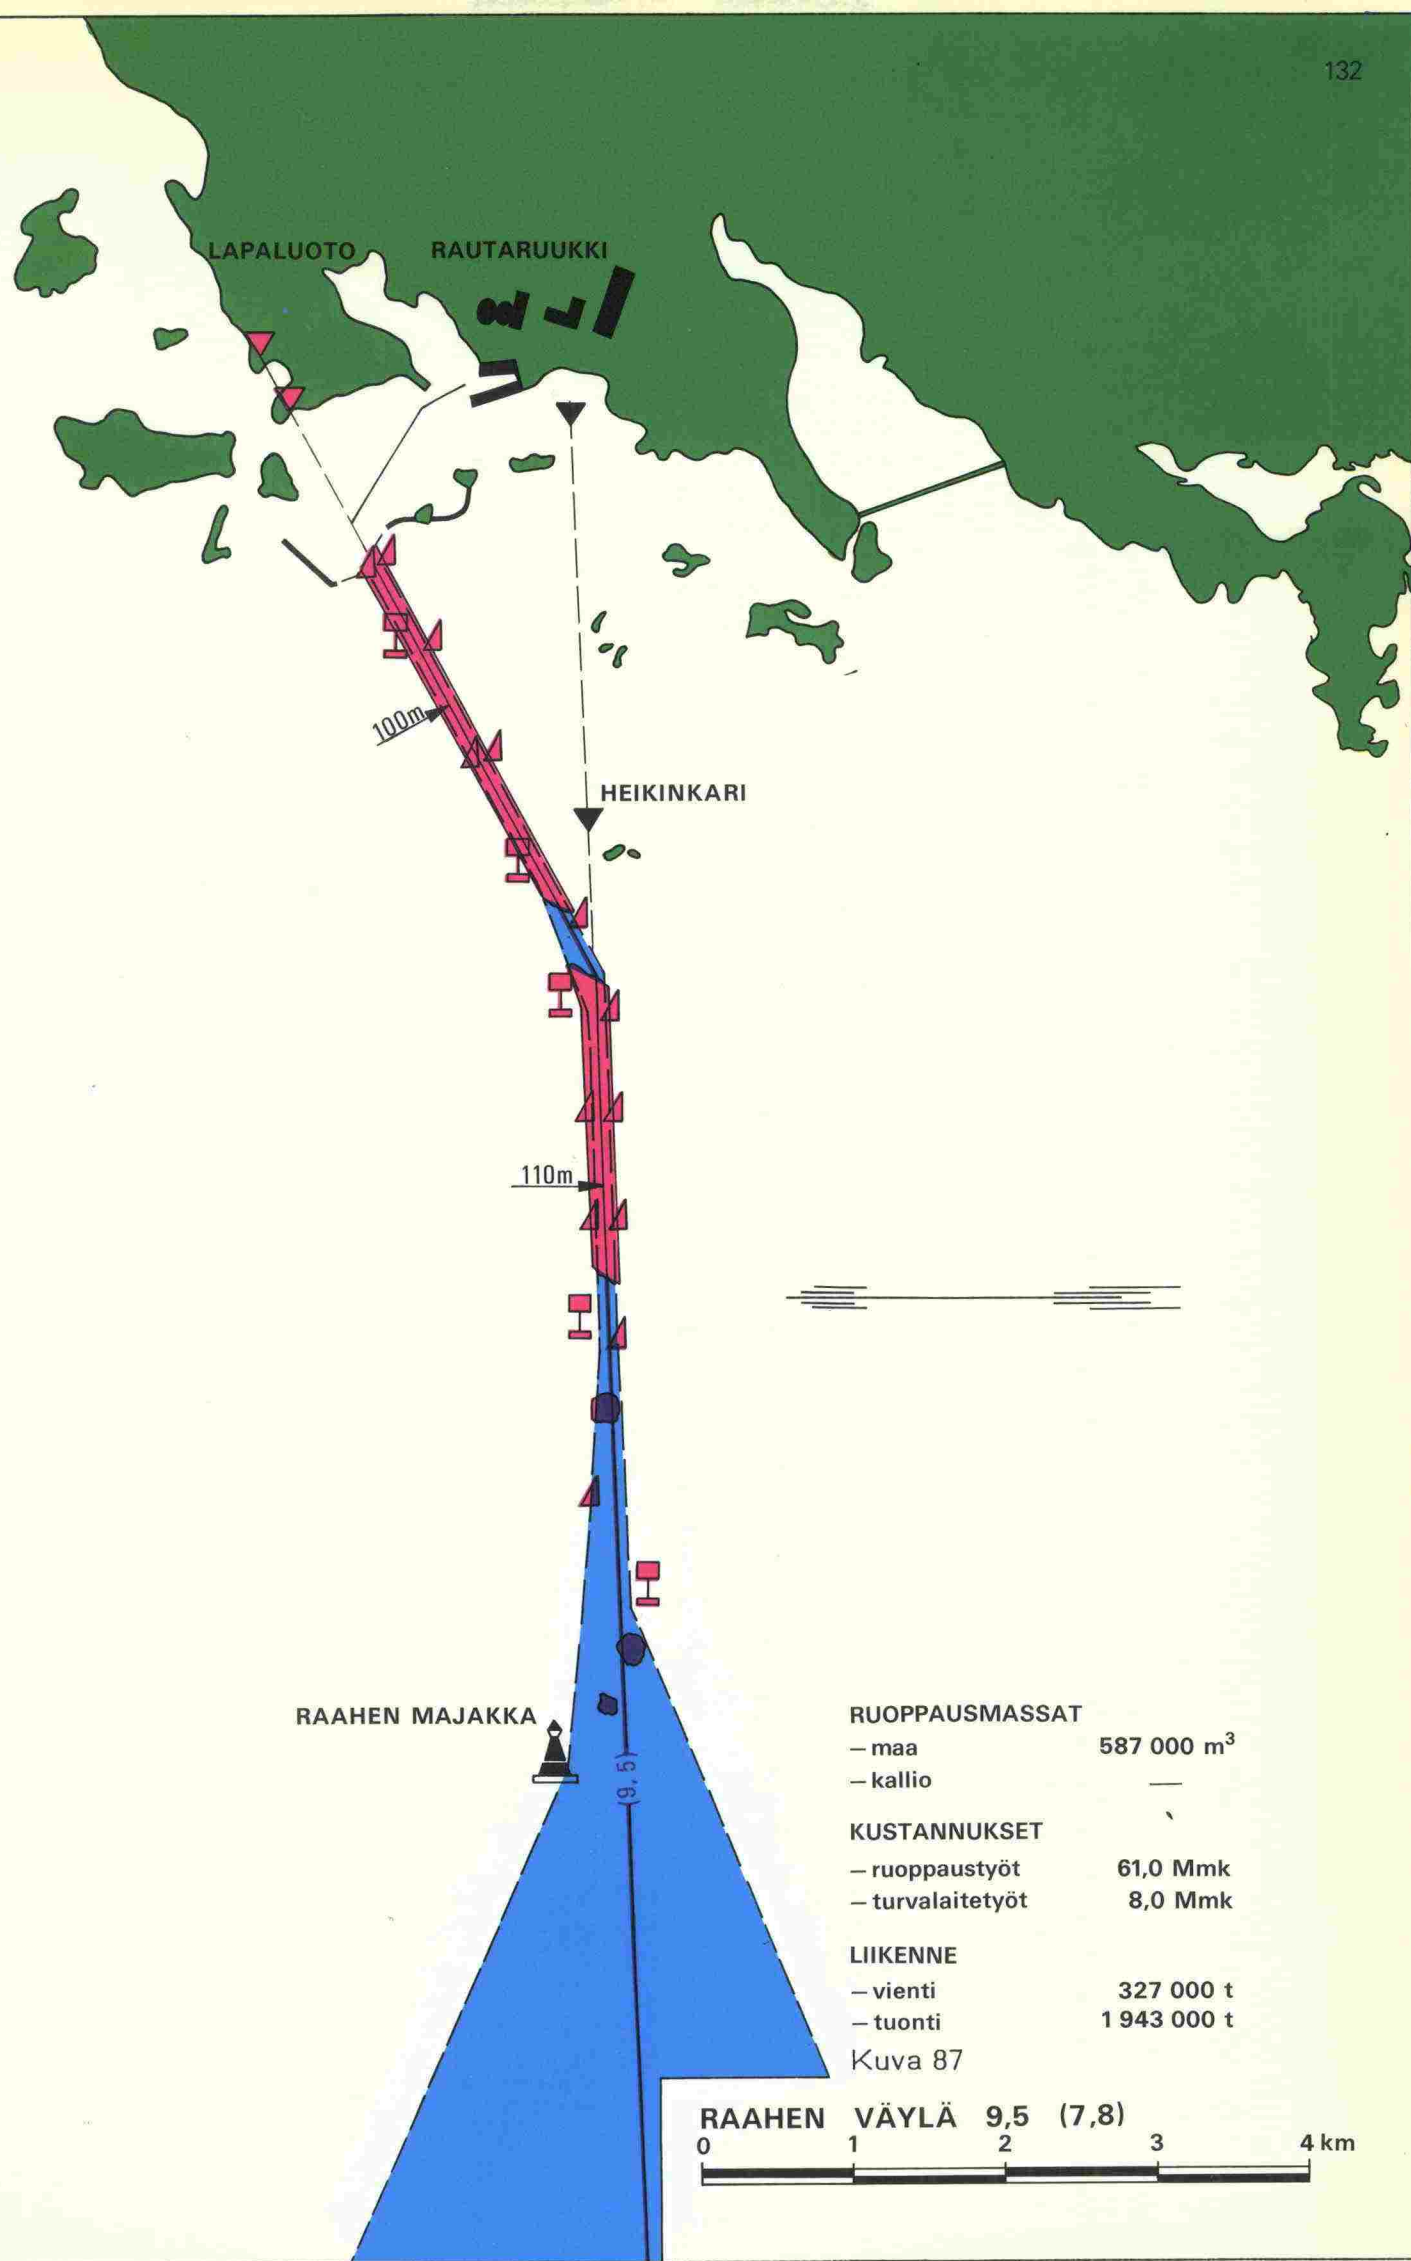 132
LAPALUOTO RAUTARUUKKI
100m
HEIKINKARI
110m
RAAHEN MAJAKKA
(9,5)
RUOPPAUSMASSAT
– maa 587 000 m³
– kallio —
KUSTANNUKSET
– ruoppaustyöt 61,0 Mmk
– turvalaitetyöt 8,0 Mmk
LIIKENNE
– vienti 327 000 t
– tuonti 1 943 000 t
Kuva 87
RAAHEN VÄYLÄ 9,5 (7,8)
0 1 2 3 4 km